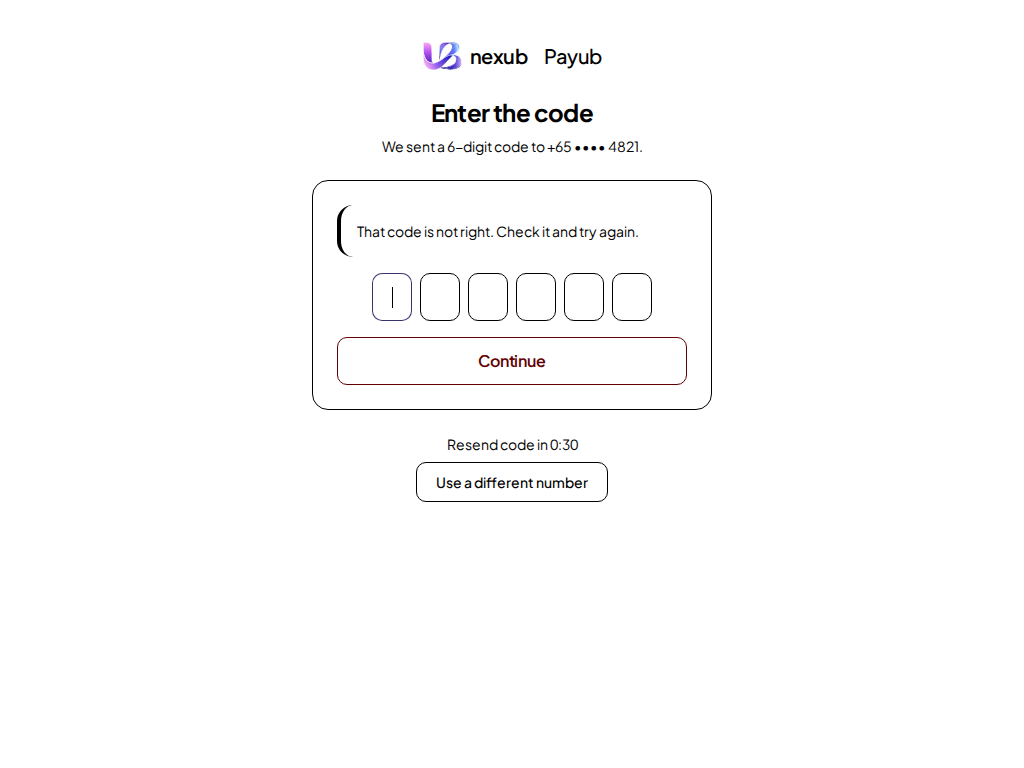 nexub Payub
Enter the code
We sent a 6-digit code to +65 •••• 4821.
That code is not right. Check it and try again.
Continue
Resend code in 0:30
Use a different number